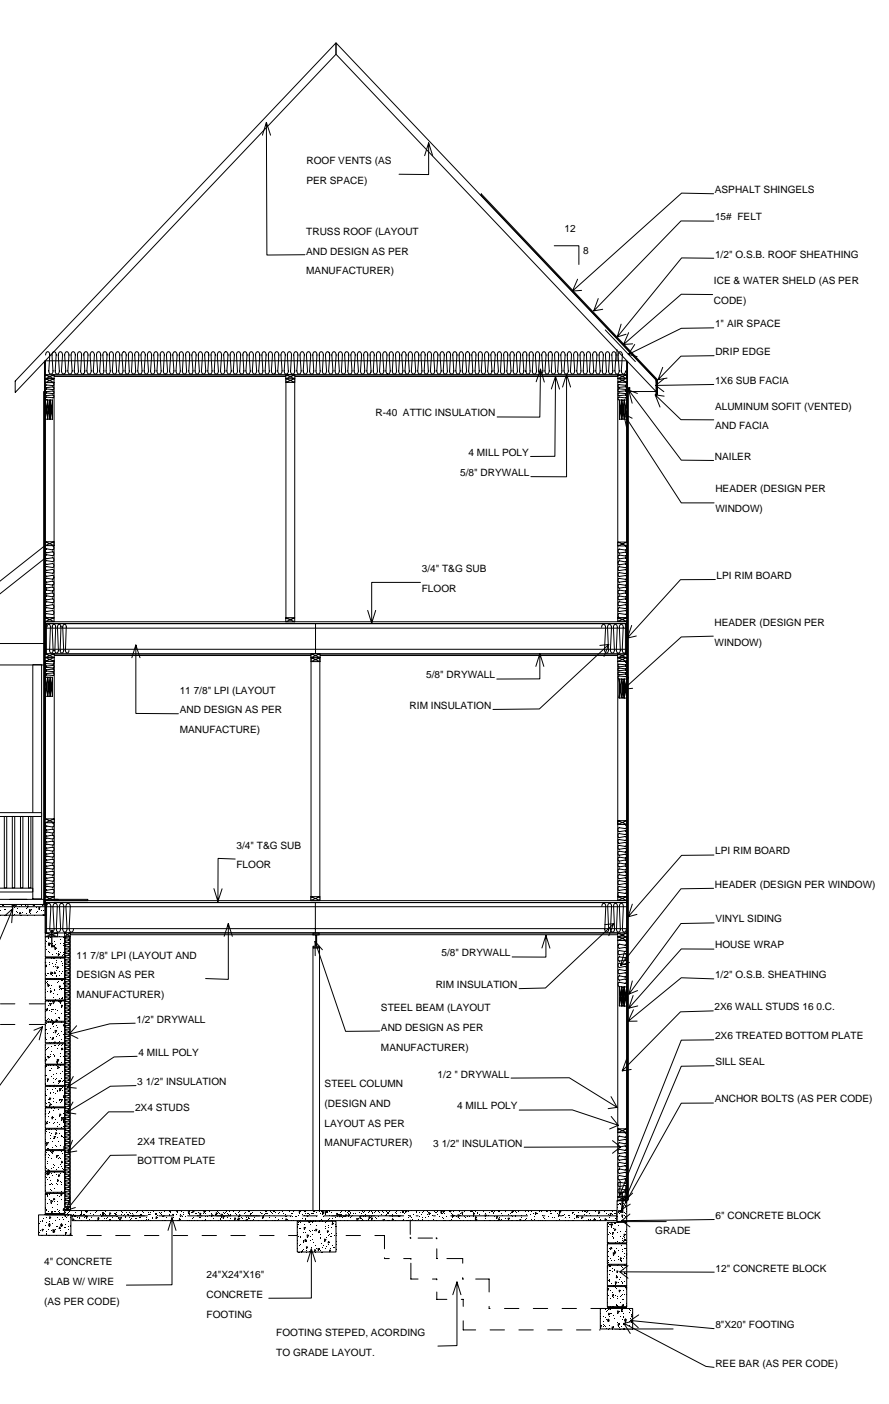 ROOF VENTS (AS
PER SPACE)
TRUSS ROOF (LAYOUT
AND DESIGN AS PER
MANUFACTURER)
12
8
ASPHALT SHINGELS
15# FELT
1/2" O.S.B. ROOF SHEATHING
ICE & WATER SHELD (AS PER
CODE)
1" AIR SPACE
DRIP EDGE
1X6 SUB FACIA
ALUMINUM SOFIT (VENTED)
AND FACIA
NAILER
HEADER (DESIGN PER
WINDOW)
R-40 ATTIC INSULATION
4 MILL POLY
5/8" DRYWALL
3/4" T&G SUB
FLOOR
LPI RIM BOARD
HEADER (DESIGN PER
WINDOW)
5/8" DRYWALL
RIM INSULATION
11 7/8" LPI (LAYOUT
AND DESIGN AS PER
MANUFACTURE)
3/4" T&G SUB
FLOOR
LPI RIM BOARD
HEADER (DESIGN PER WINDOW)
VINYL SIDING
HOUSE WRAP
1/2" O.S.B. SHEATHING
2X6 WALL STUDS 16 0.C.
2X6 TREATED BOTTOM PLATE
SILL SEAL
ANCHOR BOLTS (AS PER CODE)
11 7/8" LPI (LAYOUT AND
DESIGN AS PER
MANUFACTURER)
5/8" DRYWALL
RIM INSULATION
STEEL BEAM (LAYOUT
AND DESIGN AS PER
MANUFACTURER)
1/2" DRYWALL
4 MILL POLY
3 1/2" INSULATION
2X4 STUDS
2X4 TREATED
BOTTOM PLATE
STEEL COLUMN
(DESIGN AND
LAYOUT AS PER
MANUFACTURER)
1/2 " DRYWALL
4 MILL POLY
3 1/2" INSULATION
6" CONCRETE BLOCK
GRADE
12" CONCRETE BLOCK
8"X20" FOOTING
REE BAR (AS PER CODE)
4" CONCRETE
SLAB W/ WIRE
(AS PER CODE)
24"X24"X16"
CONCRETE
FOOTING
FOOTING STEPED, ACORDING
TO GRADE LAYOUT.